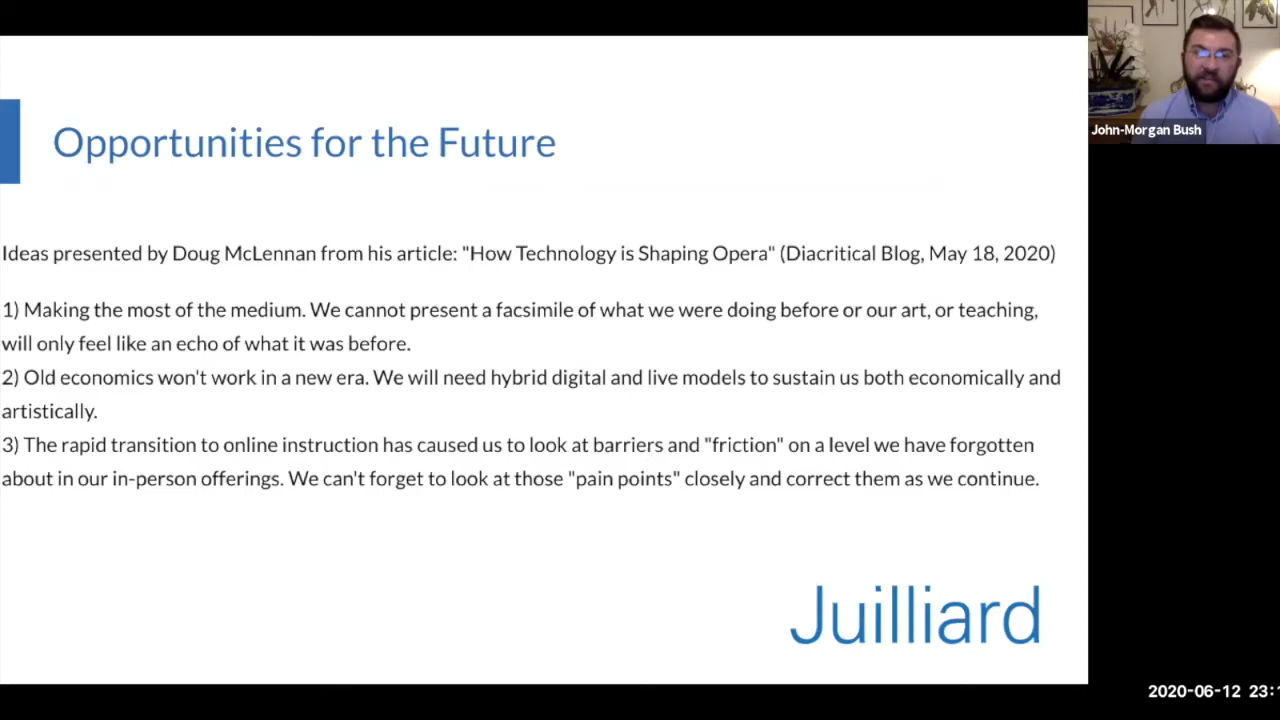 Opportunities for the Future
Ideas presented by Doug McLennan from his article: "How Technology is Shaping Opera" (Diacritical Blog, May 18, 2020)
1) Making the most of the medium. We cannot present a facsimile of what we were doing before or our art, or teaching,
will only feel like an echo of what it was before.
2) Old economics won't work in a new era. We will need hybrid digital and live models to sustain us both economically and
artistically.
3) The rapid transition to online instruction has caused us to look at barriers and "friction" on a level we have forgotten
about in our in-person offerings. We can't forget to look at those "pain points" closely and correct them as we continue.
Juilliard
John-Morgan Bush
2020-06-12 23: